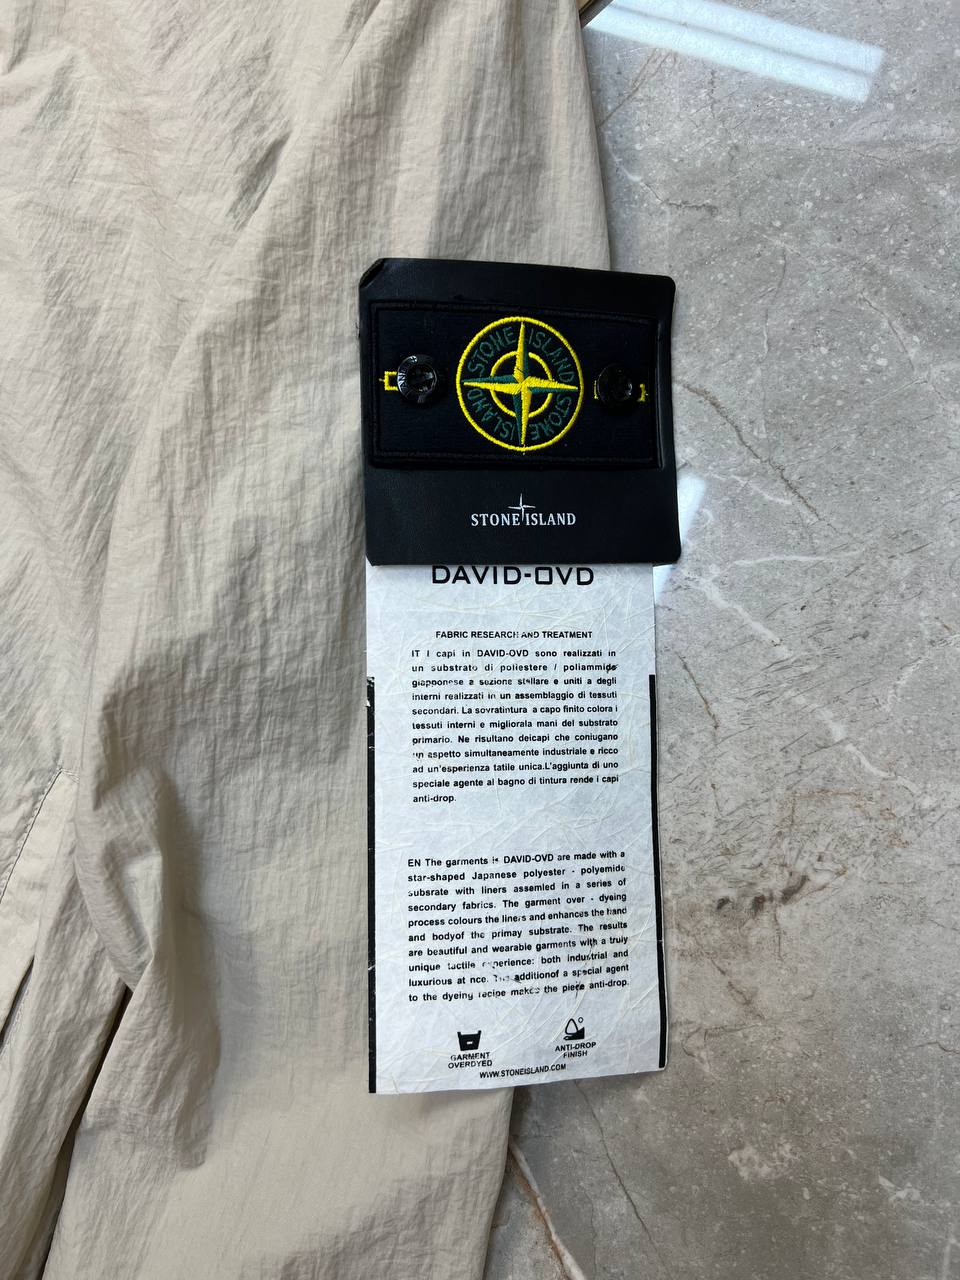 STONE ISLAND
STONE ISLAND
STONE ISLAND
DAVID-OVD
FABRIC RESEARCH AND TREATMENT
IT I capi in DAVID-OVD sono realizzati in
un substrato di poliestere / poliammide
giapponese a sezione stellare e uniti a degli
interni realizzati in un assemblaggio di tessuti
secondari. La sovratintura a capo finito colora i
tessuti interni e migliorala mani del substrato
primario. Ne risultano deicapi che coniugano
un aspetto simultaneamente industriale e ricco
ad un'esperienza tatile unica.L'aggiunta di uno
speciale agente al bagno di tintura rende i capi
anti-drop.
EN The garments is DAVID-OVD are made with a
star-shaped Japanese polyester - polyemide
subsrate with liners assemled in a series of
secondary fabrics. The garment over - dyeing
process colours the liners and enhances the hand
and bodyof the primay substrate. The results
are beautiful and wearable garments with a truly
unique tactile experience: both industrial and
luxurious at nce. The additionof a special agent
to the dyeing recipe makes the piece anti-drop.
GARMENT
OVERDYED
ANTI-DROP
FINISH
WWW.STONEISLAND.COM